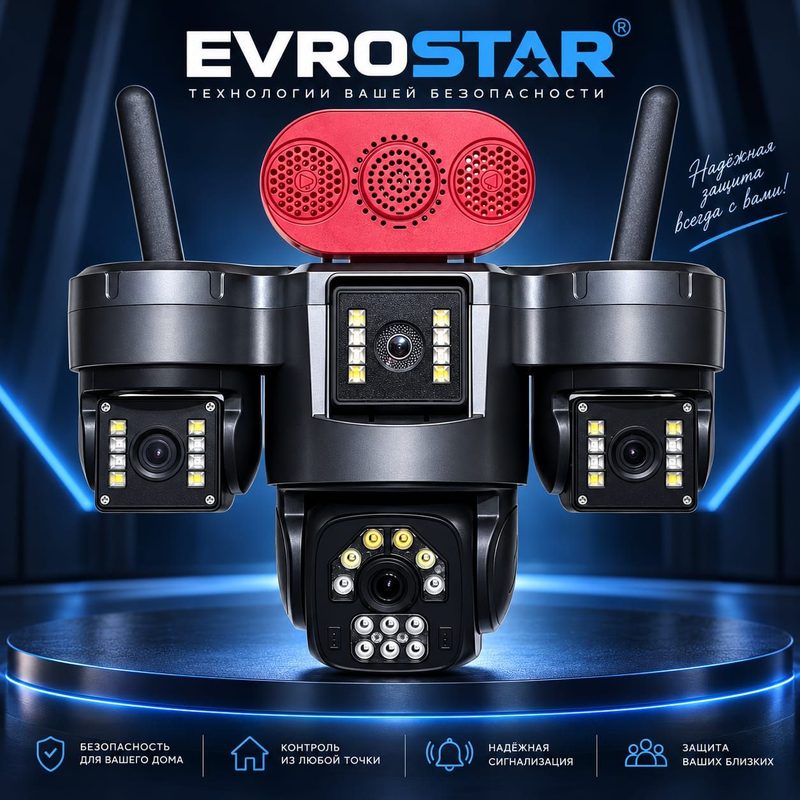 EVROSTAR®
ТЕХНОЛОГИИ ВАШЕЙ БЕЗОПАСНОСТИ
Надёжная
защита
всегда с вами!
БЕЗОПАСНОСТЬ
ДЛЯ ВАШЕГО ДОМА
КОНТРОЛЬ
ИЗ ЛЮБОЙ ТОЧКИ
НАДЁЖНАЯ
СИГНАЛИЗАЦИЯ
ЗАЩИТА
ВАШИХ БЛИЗКИХ